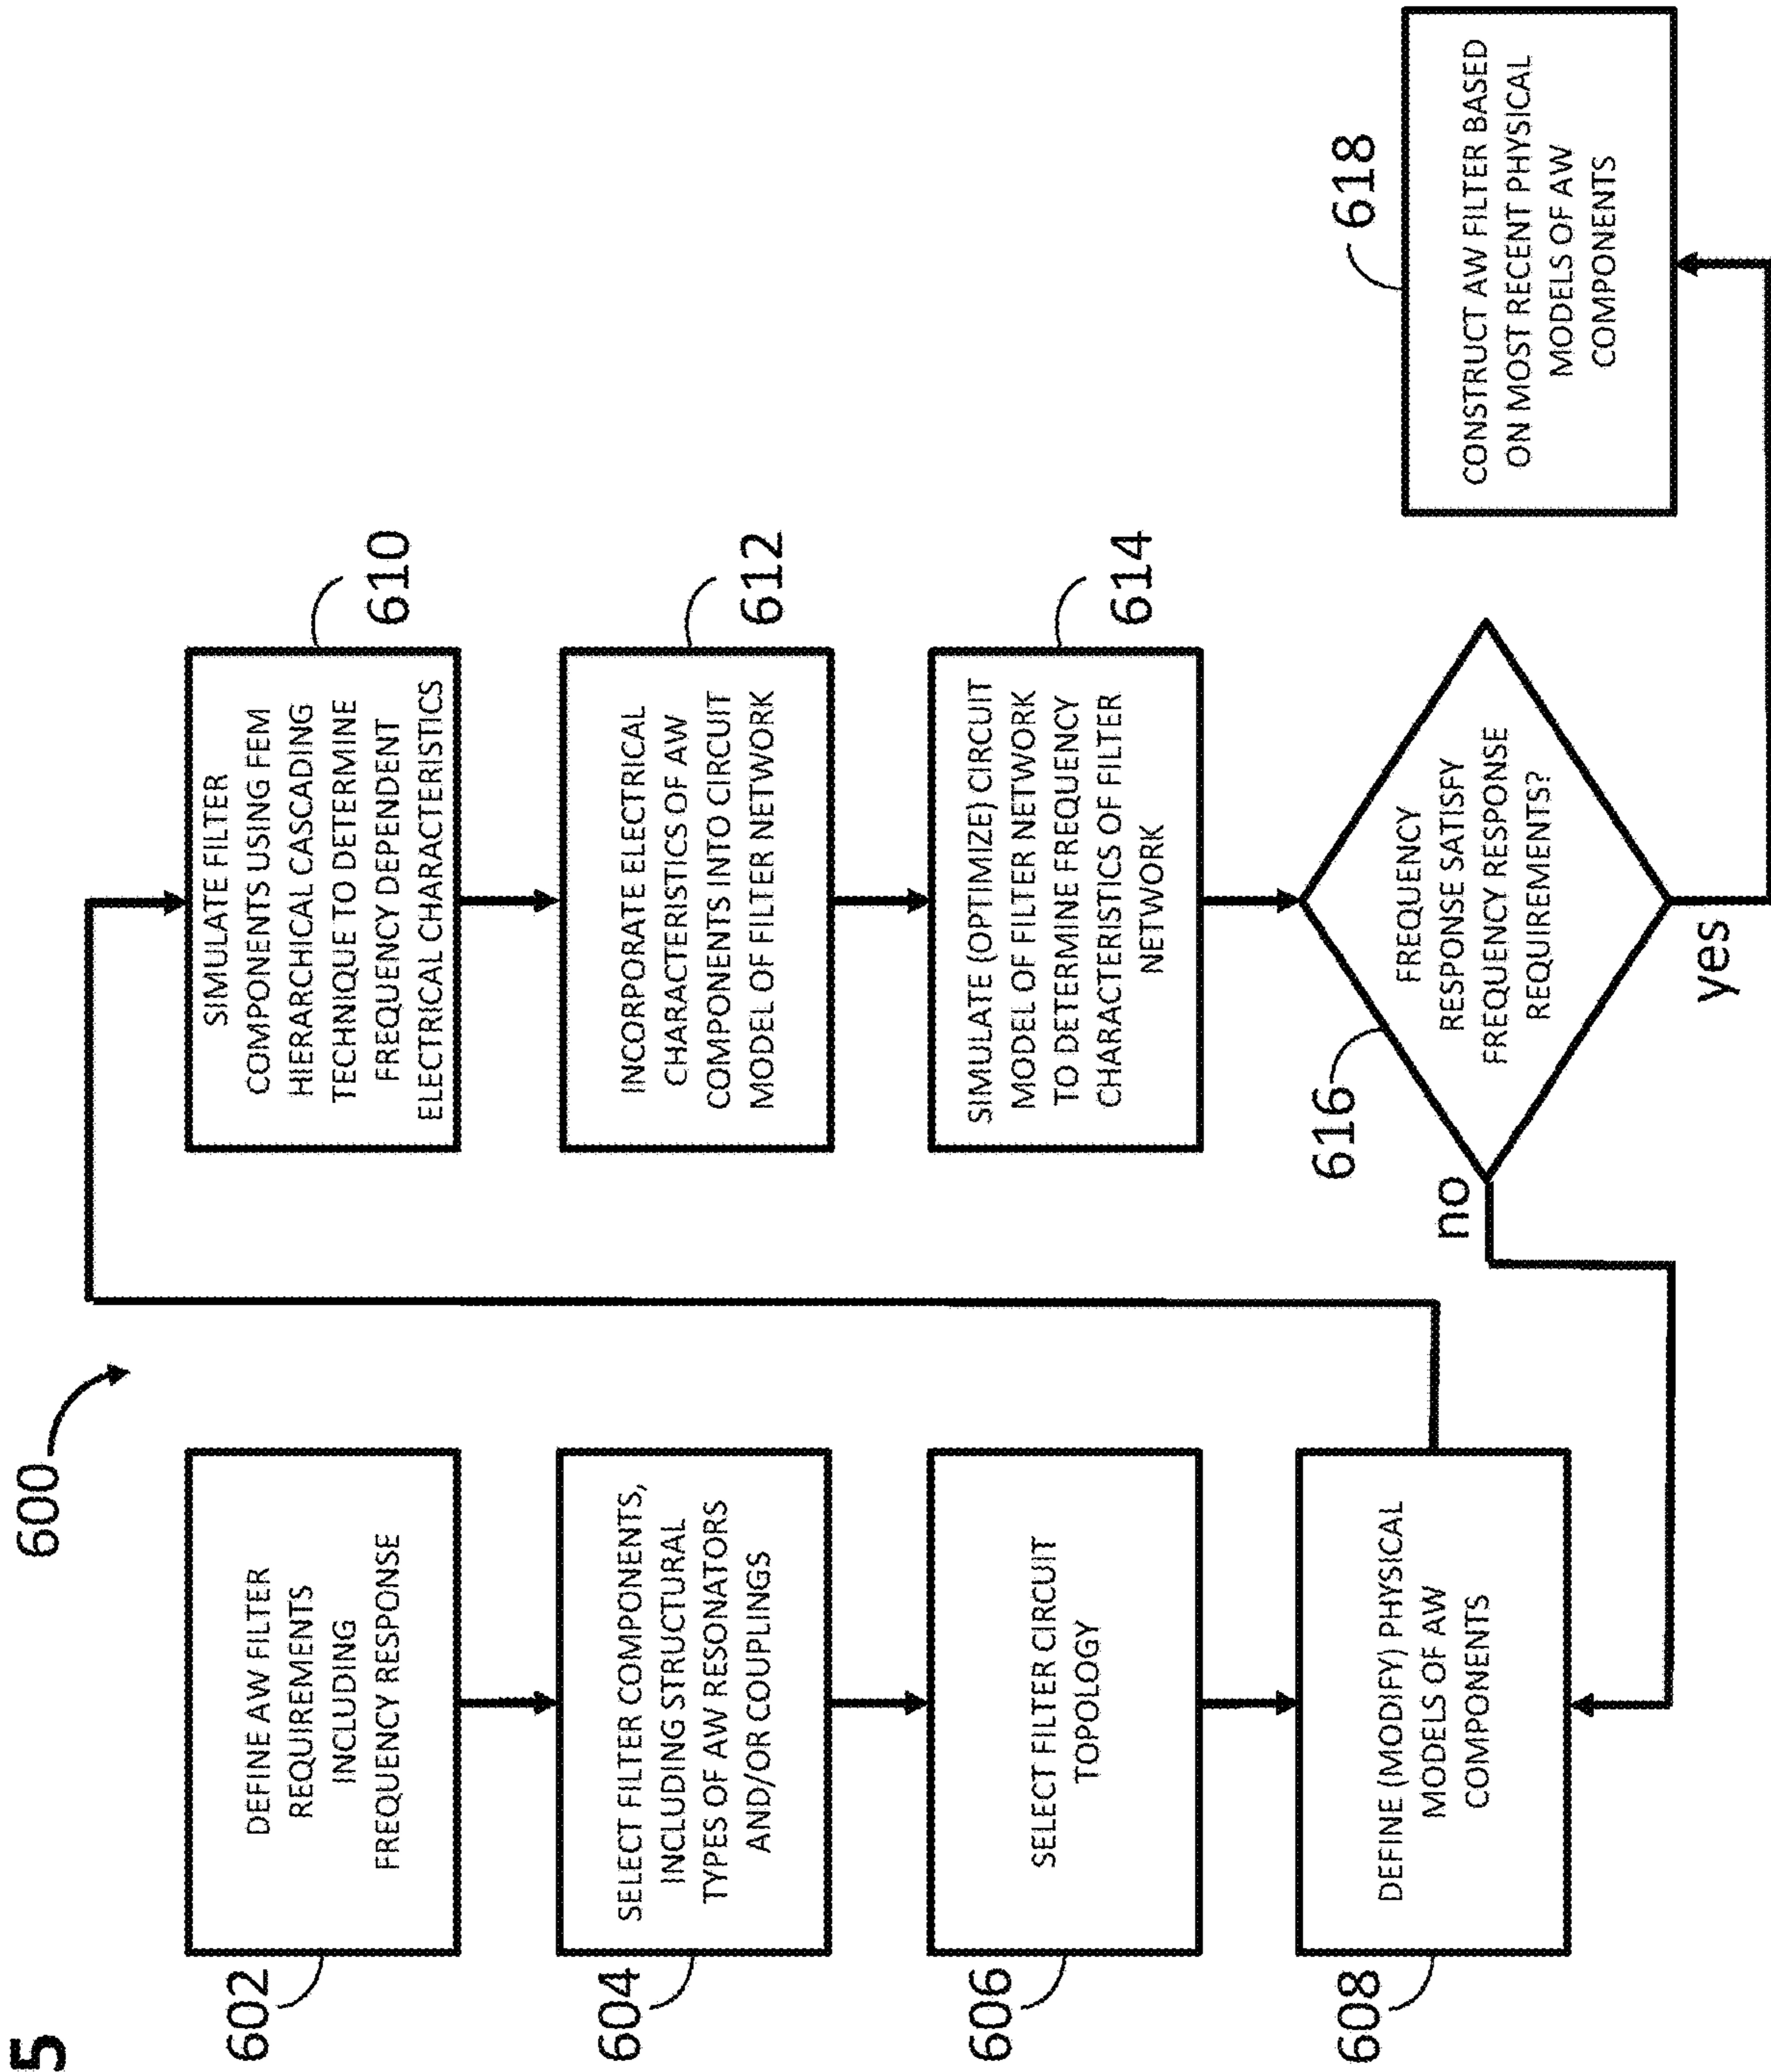 5
600
602
DEFINE AW FILTER
REQUIREMENTS
INCLUDING
FREQUENCY RESPONSE
604
SELECT FILTER COMPONENTS,
INCLUDING STRUCTURAL
TYPES OF AW RESONATORS
AND/OR COUPLINGS
606
SELECT FILTER CIRCUIT
TOPOLOGY
608
DEFINE (MODIFY) PHYSICAL
MODELS OF AW
COMPONENTS
SIMULATE FILTER
COMPONENTS USING FEM
HIERARCHICAL CASCADING
TECHNIQUE TO DETERMINE
FREQUENCY DEPENDENT
ELECTRICAL CHARACTERISTICS
610
INCORPORATE ELECTRICAL
CHARACTERISTICS OF AW
COMPONENTS INTO CIRCUIT
MODEL OF FILTER NETWORK
612
SIMULATE (OPTIMIZE) CIRCUIT
MODEL OF FILTER NETWORK
TO DETERMINE FREQUENCY
CHARACTERISTICS OF FILTER
NETWORK
614
616
FREQUENCY
RESPONSE SATISFY
FREQUENCY RESPONSE
REQUIREMENTS?
no
yes
618
CONSTRUCT AW FILTER BASED
ON MOST RECENT PHYSICAL
MODELS OF AW
COMPONENTS